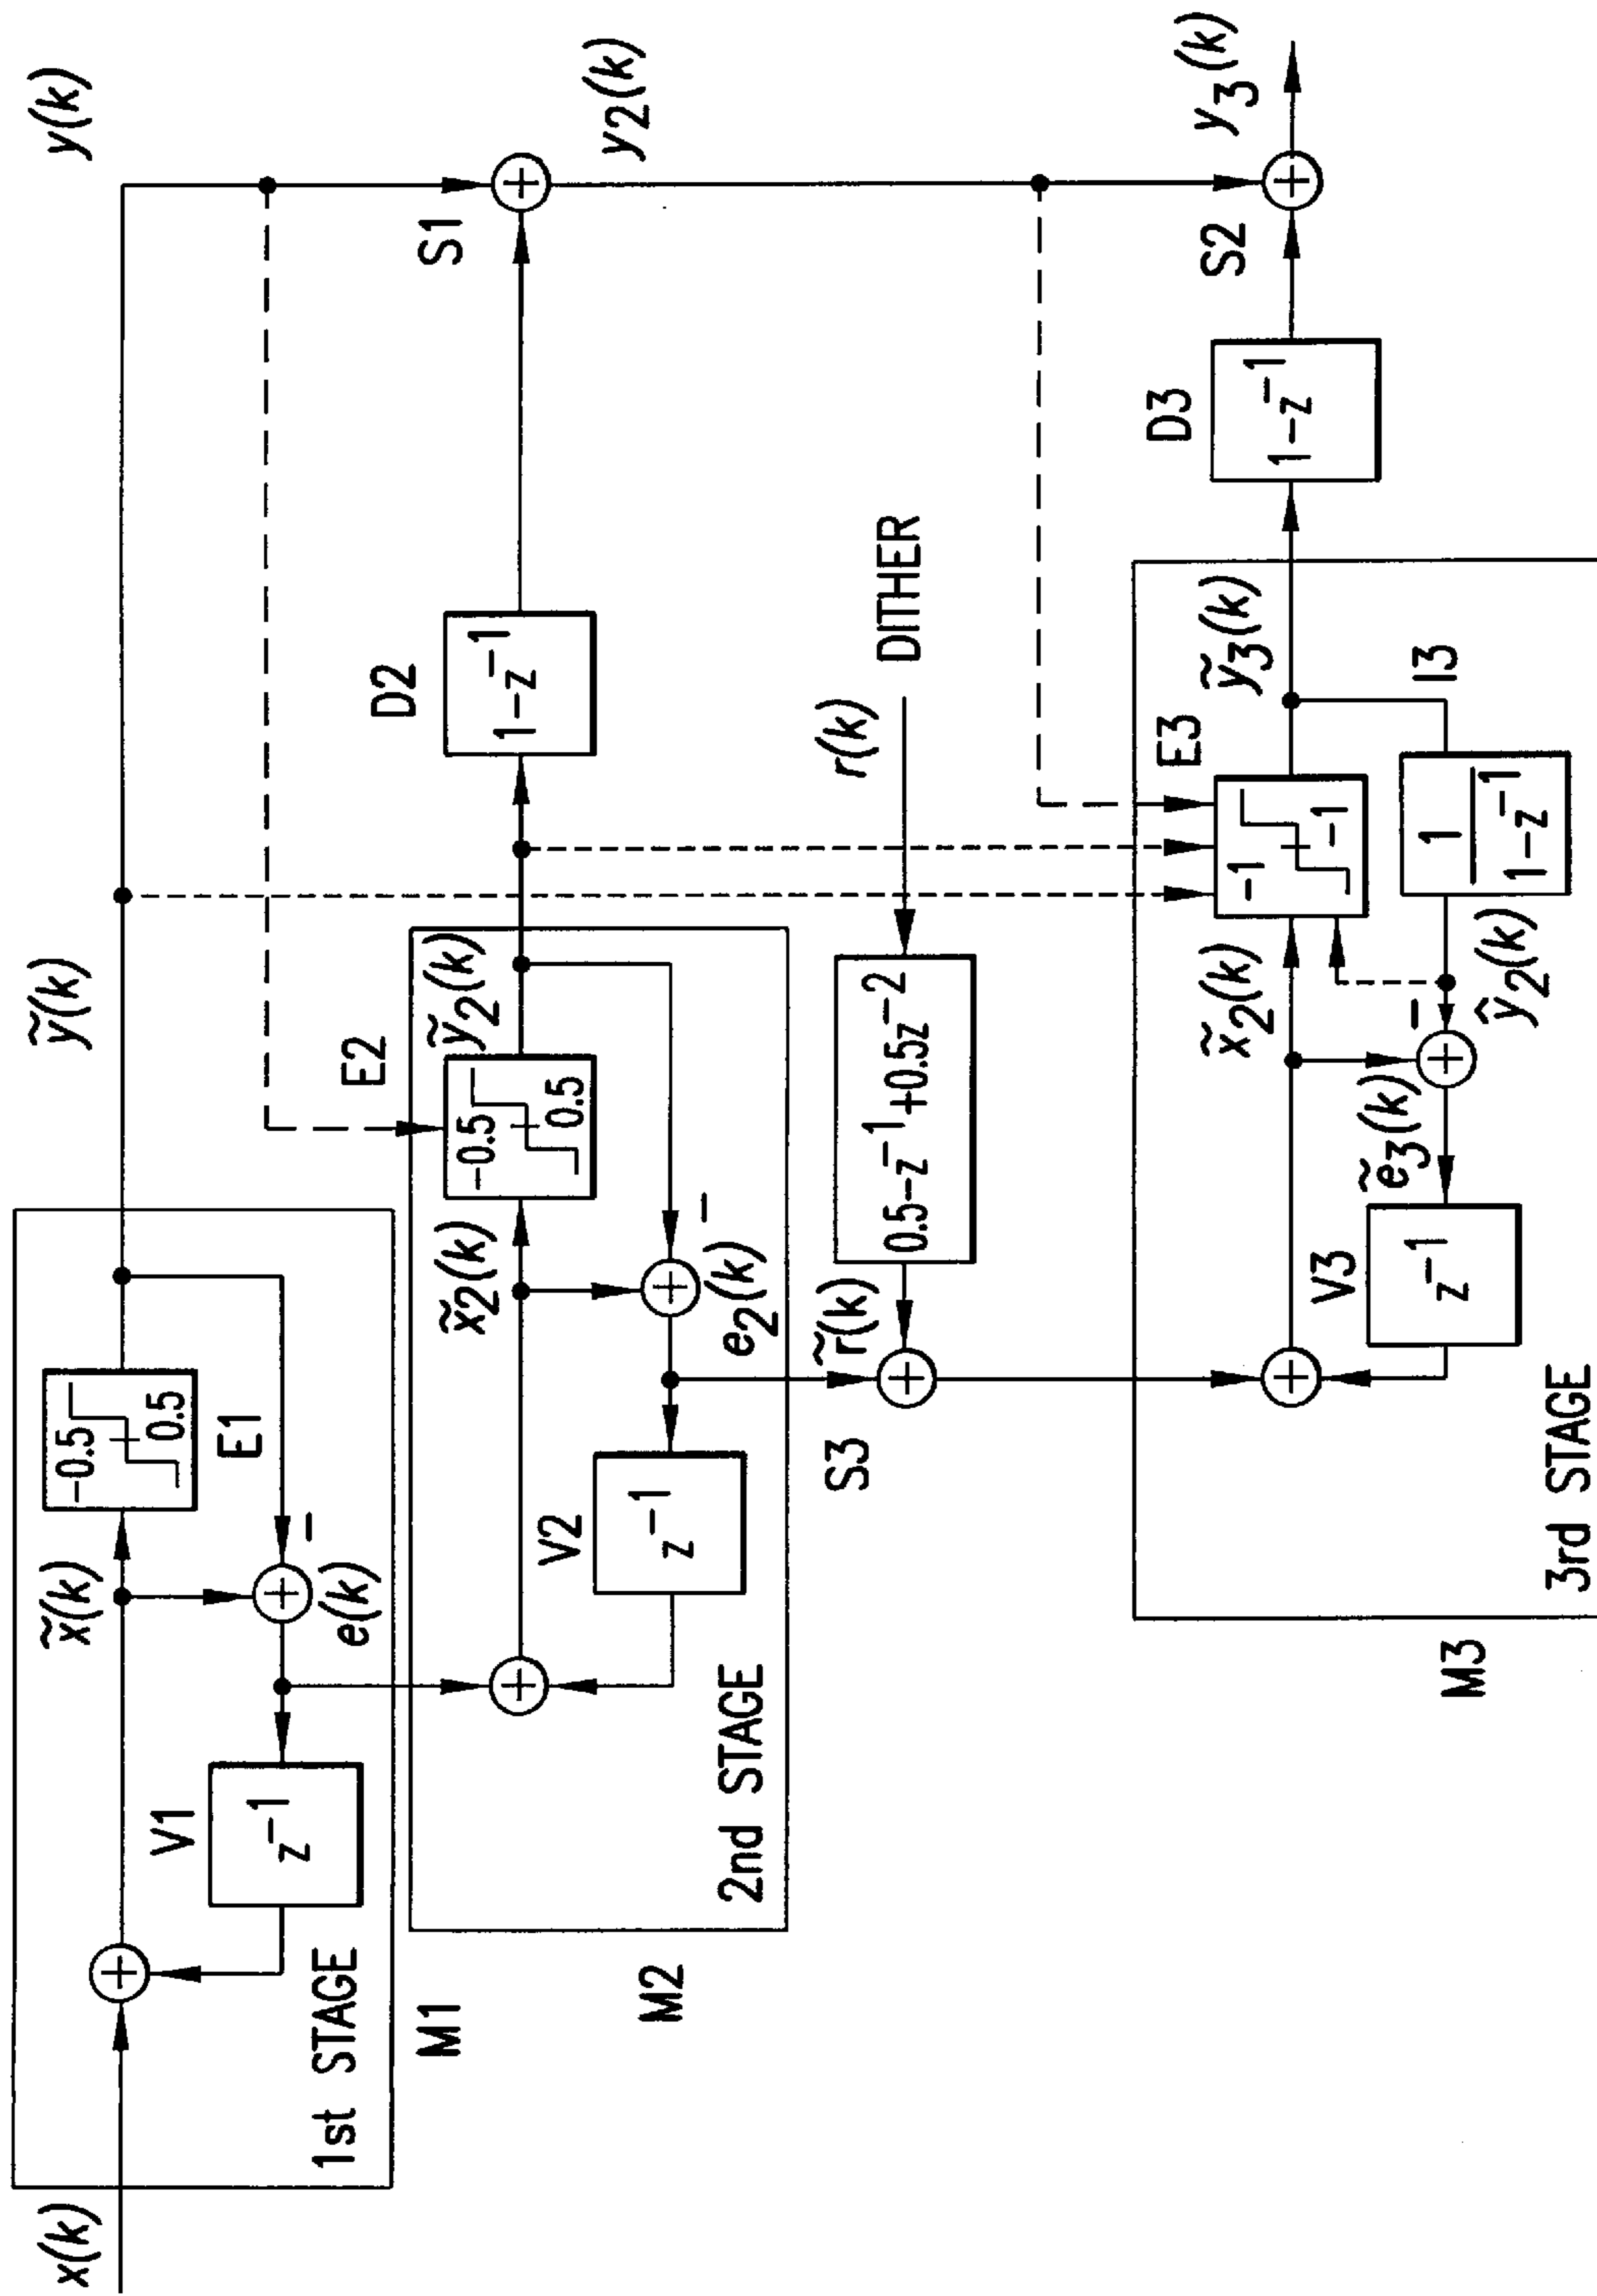 x(k)
x̃(k)
-0.5
0.5
E1
ỹ(k)
y(k)
V1
z⁻¹
e(k)
–
1st STAGE
M1
E2
x̃₂(k)
-0.5
0.5
ỹ₂(k)
D2
1-z⁻¹
S1
y₂(k)
V2
z⁻¹
e₂(k)
–
2nd STAGE
M2
S3
r̃(k)
0.5-z⁻¹+0.5z⁻²
r(k)
DITHER
x̃₂(k)
E3
-1
-1
ỹ₃(k)
D3
1-z⁻¹
S2
y₃(k)
V3
z⁻¹
ẽ₃(k)
–
ŷ₂(k)
I3
1
1-z⁻¹
3rd STAGE
M3